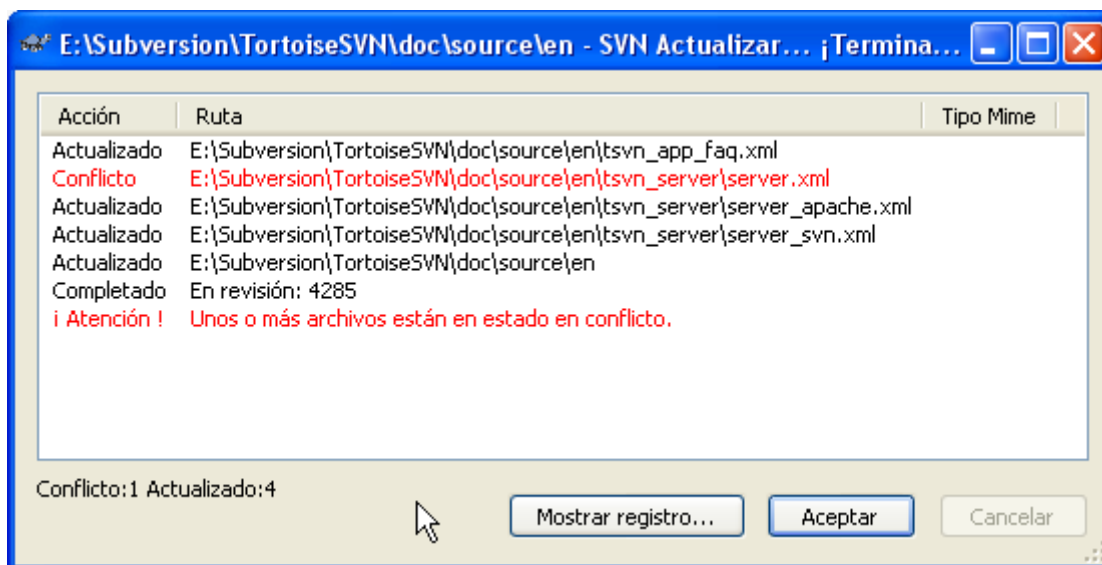 E:\Subversion\TortoiseSVN\doc\source\en - SVN Actualizar... ¡Termina...
Acción Ruta Tipo Mime
Actualizado E:\Subversion\TortoiseSVN\doc\source\en\tsvn_app_faq.xml
Conflicto E:\Subversion\TortoiseSVN\doc\source\en\tsvn_server\server.xml
Actualizado E:\Subversion\TortoiseSVN\doc\source\en\tsvn_server\server_apache.xml
Actualizado E:\Subversion\TortoiseSVN\doc\source\en\tsvn_server\server_svn.xml
Actualizado E:\Subversion\TortoiseSVN\doc\source\en
Completado En revisión: 4285
¡ Atención ! Unos o más archivos están en estado en conflicto.
Conflicto:1 Actualizado:4
Mostrar registro... Aceptar Cancelar